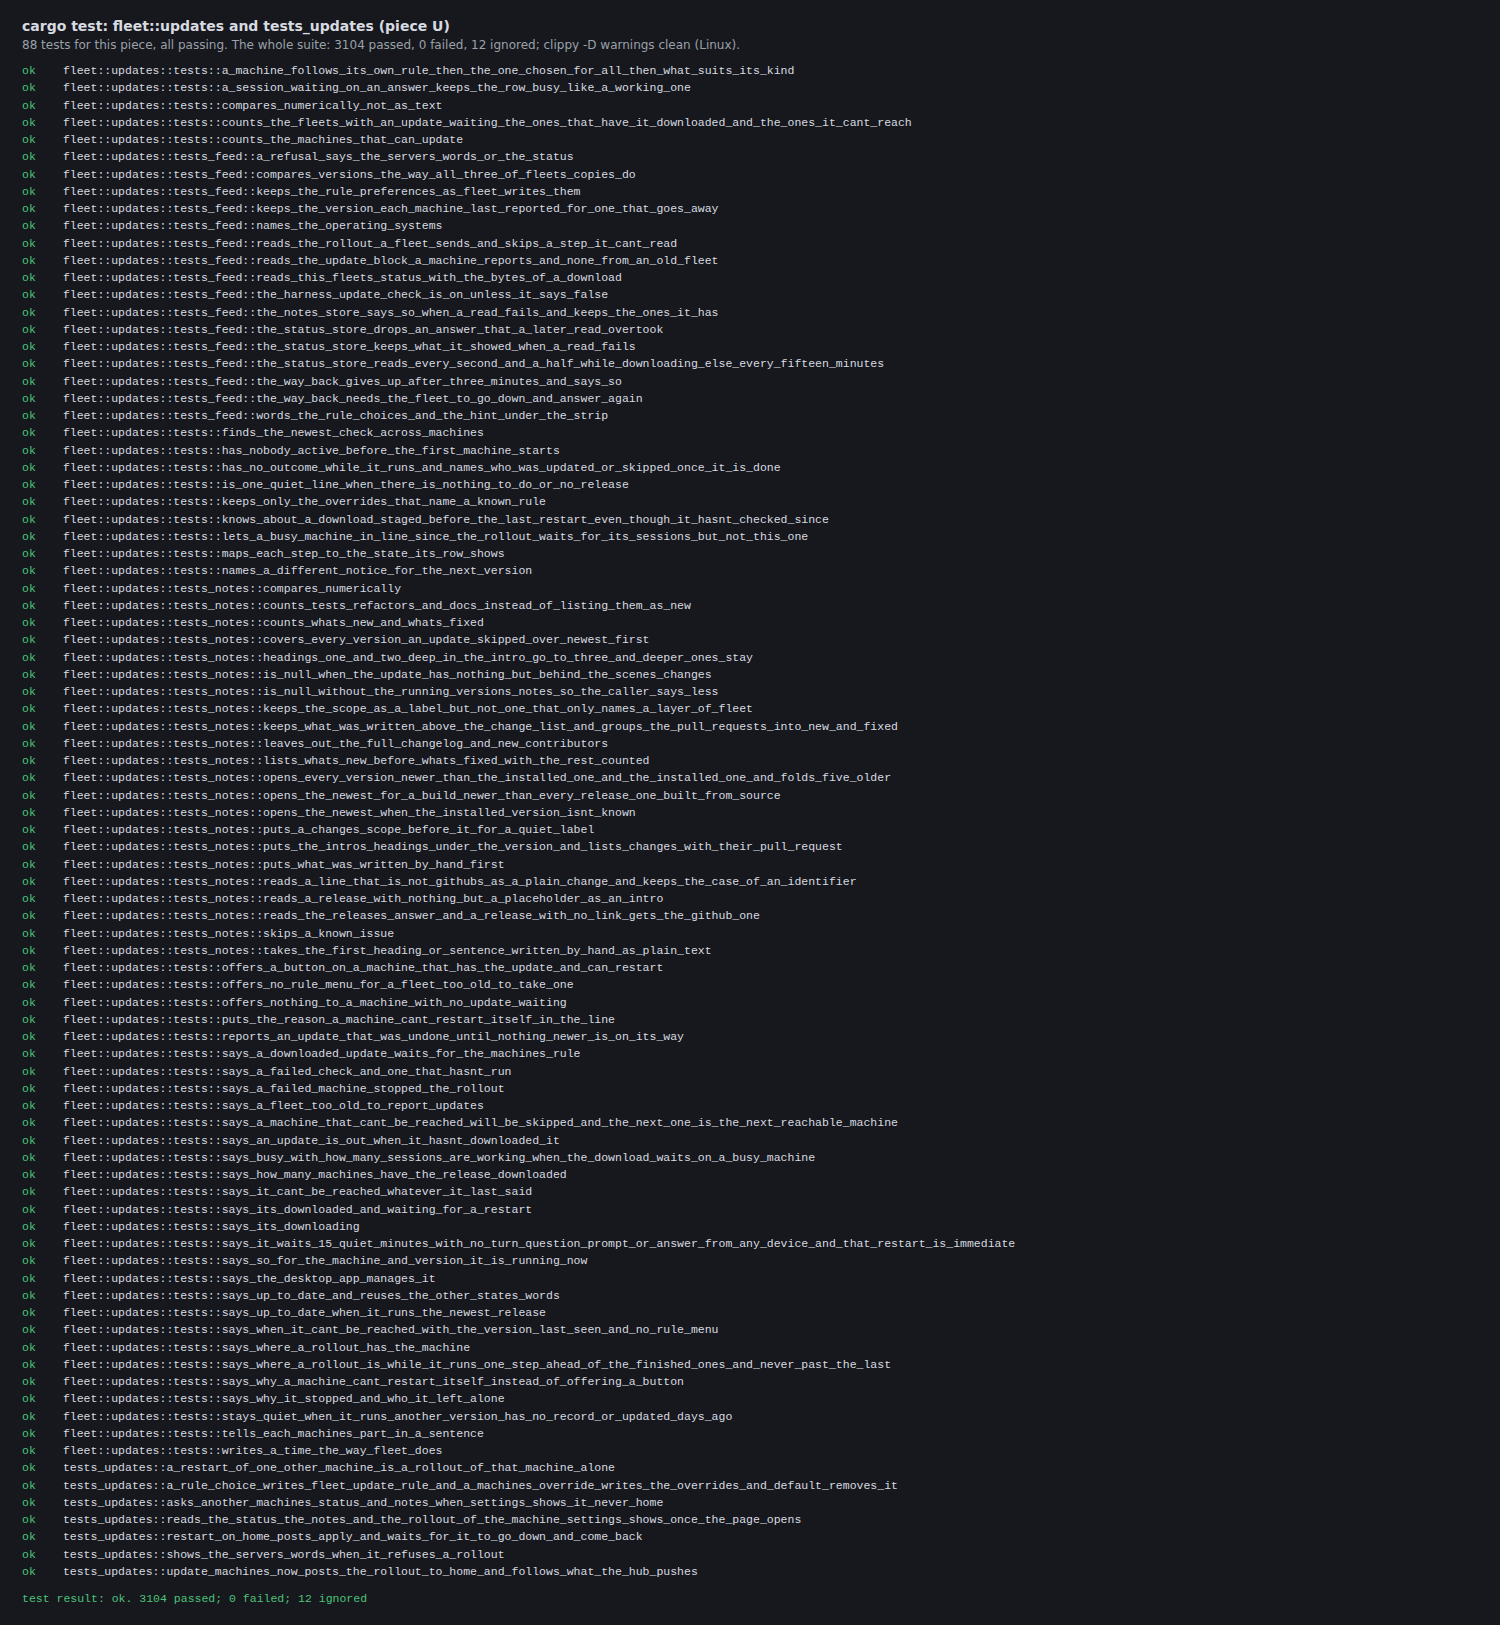 cargo test: fleet::updates and tests_updates (piece U)
88 tests for this piece, all passing. The whole suite: 3104 passed, 0 failed, 12 ignored; clippy -D warnings clean (Linux).
ok fleet::updates::tests::a_machine_follows_its_own_rule_then_the_one_chosen_for_all_then_what_suits_its_kind
ok fleet::updates::tests::a_session_waiting_on_an_answer_keeps_the_row_busy_like_a_working_one
ok fleet::updates::tests::compares_numerically_not_as_text
ok fleet::updates::tests::counts_the_fleets_with_an_update_waiting_the_ones_that_have_it_downloaded_and_the_ones_it_cant_reach
ok fleet::updates::tests::counts_the_machines_that_can_update
ok fleet::updates::tests_feed::a_refusal_says_the_servers_words_or_the_status
ok fleet::updates::tests_feed::compares_versions_the_way_all_three_of_fleets_copies_do
ok fleet::updates::tests_feed::keeps_the_rule_preferences_as_fleet_writes_them
ok fleet::updates::tests_feed::keeps_the_version_each_machine_last_reported_for_one_that_goes_away
ok fleet::updates::tests_feed::names_the_operating_systems
ok fleet::updates::tests_feed::reads_the_rollout_a_fleet_sends_and_skips_a_step_it_cant_read
ok fleet::updates::tests_feed::reads_the_update_block_a_machine_reports_and_none_from_an_old_fleet
ok fleet::updates::tests_feed::reads_this_fleets_status_with_the_bytes_of_a_download
ok fleet::updates::tests_feed::the_harness_update_check_is_on_unless_it_says_false
ok fleet::updates::tests_feed::the_notes_store_says_so_when_a_read_fails_and_keeps_the_ones_it_has
ok fleet::updates::tests_feed::the_status_store_drops_an_answer_that_a_later_read_overtook
ok fleet::updates::tests_feed::the_status_store_keeps_what_it_showed_when_a_read_fails
ok fleet::updates::tests_feed::the_status_store_reads_every_second_and_a_half_while_downloading_else_every_fifteen_minutes
ok fleet::updates::tests_feed::the_way_back_gives_up_after_three_minutes_and_says_so
ok fleet::updates::tests_feed::the_way_back_needs_the_fleet_to_go_down_and_answer_again
ok fleet::updates::tests_feed::words_the_rule_choices_and_the_hint_under_the_strip
ok fleet::updates::tests::finds_the_newest_check_across_machines
ok fleet::updates::tests::has_nobody_active_before_the_first_machine_starts
ok fleet::updates::tests::has_no_outcome_while_it_runs_and_names_who_was_updated_or_skipped_once_it_is_done
ok fleet::updates::tests::is_one_quiet_line_when_there_is_nothing_to_do_or_no_release
ok fleet::updates::tests::keeps_only_the_overrides_that_name_a_known_rule
ok fleet::updates::tests::knows_about_a_download_staged_before_the_last_restart_even_though_it_hasnt_checked_since
ok fleet::updates::tests::lets_a_busy_machine_in_line_since_the_rollout_waits_for_its_sessions_but_not_this_one
ok fleet::updates::tests::maps_each_step_to_the_state_its_row_shows
ok fleet::updates::tests::names_a_different_notice_for_the_next_version
ok fleet::updates::tests_notes::compares_numerically
ok fleet::updates::tests_notes::counts_tests_refactors_and_docs_instead_of_listing_them_as_new
ok fleet::updates::tests_notes::counts_whats_new_and_whats_fixed
ok fleet::updates::tests_notes::covers_every_version_an_update_skipped_over_newest_first
ok fleet::updates::tests_notes::headings_one_and_two_deep_in_the_intro_go_to_three_and_deeper_ones_stay
ok fleet::updates::tests_notes::is_null_when_the_update_has_nothing_but_behind_the_scenes_changes
ok fleet::updates::tests_notes::is_null_without_the_running_versions_notes_so_the_caller_says_less
ok fleet::updates::tests_notes::keeps_the_scope_as_a_label_but_not_one_that_only_names_a_layer_of_fleet
ok fleet::updates::tests_notes::keeps_what_was_written_above_the_change_list_and_groups_the_pull_requests_into_new_and_fixed
ok fleet::updates::tests_notes::leaves_out_the_full_changelog_and_new_contributors
ok fleet::updates::tests_notes::lists_whats_new_before_whats_fixed_with_the_rest_counted
ok fleet::updates::tests_notes::opens_every_version_newer_than_the_installed_one_and_the_installed_one_and_folds_five_older
ok fleet::updates::tests_notes::opens_the_newest_for_a_build_newer_than_every_release_one_built_from_source
ok fleet::updates::tests_notes::opens_the_newest_when_the_installed_version_isnt_known
ok fleet::updates::tests_notes::puts_a_changes_scope_before_it_for_a_quiet_label
ok fleet::updates::tests_notes::puts_the_intros_headings_under_the_version_and_lists_changes_with_their_pull_request
ok fleet::updates::tests_notes::puts_what_was_written_by_hand_first
ok fleet::updates::tests_notes::reads_a_line_that_is_not_githubs_as_a_plain_change_and_keeps_the_case_of_an_identifier
ok fleet::updates::tests_notes::reads_a_release_with_nothing_but_a_placeholder_as_an_intro
ok fleet::updates::tests_notes::reads_the_releases_answer_and_a_release_with_no_link_gets_the_github_one
ok fleet::updates::tests_notes::skips_a_known_issue
ok fleet::updates::tests_notes::takes_the_first_heading_or_sentence_written_by_hand_as_plain_text
ok fleet::updates::tests::offers_a_button_on_a_machine_that_has_the_update_and_can_restart
ok fleet::updates::tests::offers_no_rule_menu_for_a_fleet_too_old_to_take_one
ok fleet::updates::tests::offers_nothing_to_a_machine_with_no_update_waiting
ok fleet::updates::tests::puts_the_reason_a_machine_cant_restart_itself_in_the_line
ok fleet::updates::tests::reports_an_update_that_was_undone_until_nothing_newer_is_on_its_way
ok fleet::updates::tests::says_a_downloaded_update_waits_for_the_machines_rule
ok fleet::updates::tests::says_a_failed_check_and_one_that_hasnt_run
ok fleet::updates::tests::says_a_failed_machine_stopped_the_rollout
ok fleet::updates::tests::says_a_fleet_too_old_to_report_updates
ok fleet::updates::tests::says_a_machine_that_cant_be_reached_will_be_skipped_and_the_next_one_is_the_next_reachable_machine
ok fleet::updates::tests::says_an_update_is_out_when_it_hasnt_downloaded_it
ok fleet::updates::tests::says_busy_with_how_many_sessions_are_working_when_the_download_waits_on_a_busy_machine
ok fleet::updates::tests::says_how_many_machines_have_the_release_downloaded
ok fleet::updates::tests::says_it_cant_be_reached_whatever_it_last_said
ok fleet::updates::tests::says_its_downloaded_and_waiting_for_a_restart
ok fleet::updates::tests::says_its_downloading
ok fleet::updates::tests::says_it_waits_15_quiet_minutes_with_no_turn_question_prompt_or_answer_from_any_device_and_that_restart_is_immediate
ok fleet::updates::tests::says_so_for_the_machine_and_version_it_is_running_now
ok fleet::updates::tests::says_the_desktop_app_manages_it
ok fleet::updates::tests::says_up_to_date_and_reuses_the_other_states_words
ok fleet::updates::tests::says_up_to_date_when_it_runs_the_newest_release
ok fleet::updates::tests::says_when_it_cant_be_reached_with_the_version_last_seen_and_no_rule_menu
ok fleet::updates::tests::says_where_a_rollout_has_the_machine
ok fleet::updates::tests::says_where_a_rollout_is_while_it_runs_one_step_ahead_of_the_finished_ones_and_never_past_the_last
ok fleet::updates::tests::says_why_a_machine_cant_restart_itself_instead_of_offering_a_button
ok fleet::updates::tests::says_why_it_stopped_and_who_it_left_alone
ok fleet::updates::tests::stays_quiet_when_it_runs_another_version_has_no_record_or_updated_days_ago
ok fleet::updates::tests::tells_each_machines_part_in_a_sentence
ok fleet::updates::tests::writes_a_time_the_way_fleet_does
ok tests_updates::a_restart_of_one_other_machine_is_a_rollout_of_that_machine_alone
ok tests_updates::a_rule_choice_writes_fleet_update_rule_and_a_machines_override_writes_the_overrides_and_default_removes_it
ok tests_updates::asks_another_machines_status_and_notes_when_settings_shows_it_never_home
ok tests_updates::reads_the_status_the_notes_and_the_rollout_of_the_machine_settings_shows_once_the_page_opens
ok tests_updates::restart_on_home_posts_apply_and_waits_for_it_to_go_down_and_come_back
ok tests_updates::shows_the_servers_words_when_it_refuses_a_rollout
ok tests_updates::update_machines_now_posts_the_rollout_to_home_and_follows_what_the_hub_pushes
test result: ok. 3104 passed; 0 failed; 12 ignored